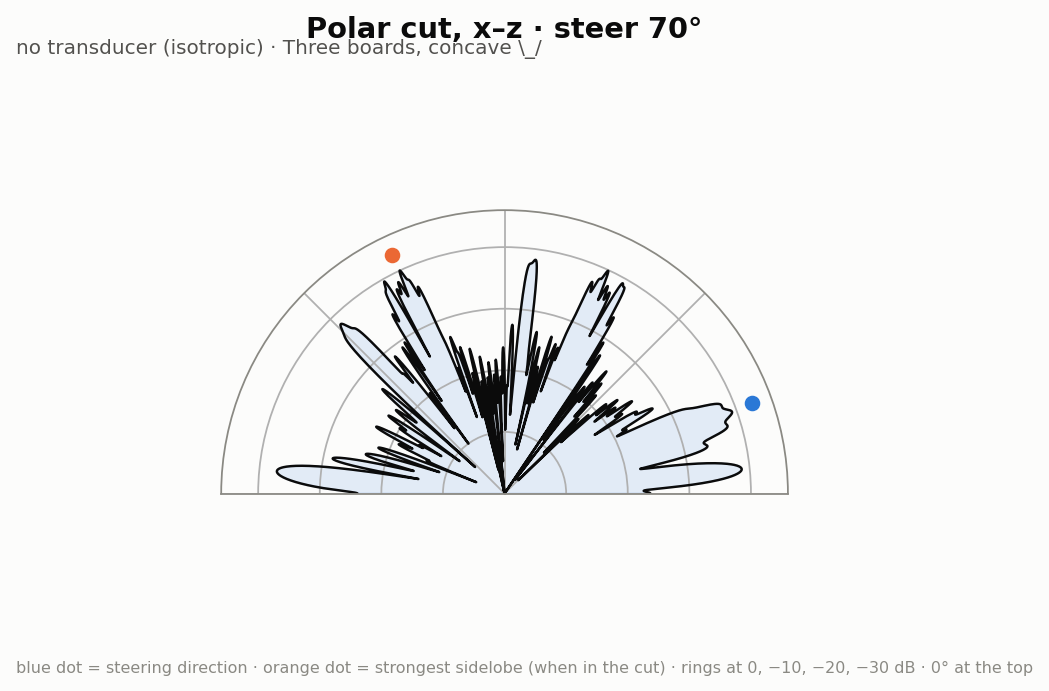 Polar cut, x–z · steer 70°
no transducer (isotropic) · Three boards, concave \_/
blue dot = steering direction · orange dot = strongest sidelobe (when in the cut) · rings at 0, −10, −20, −30 dB · 0° at the top